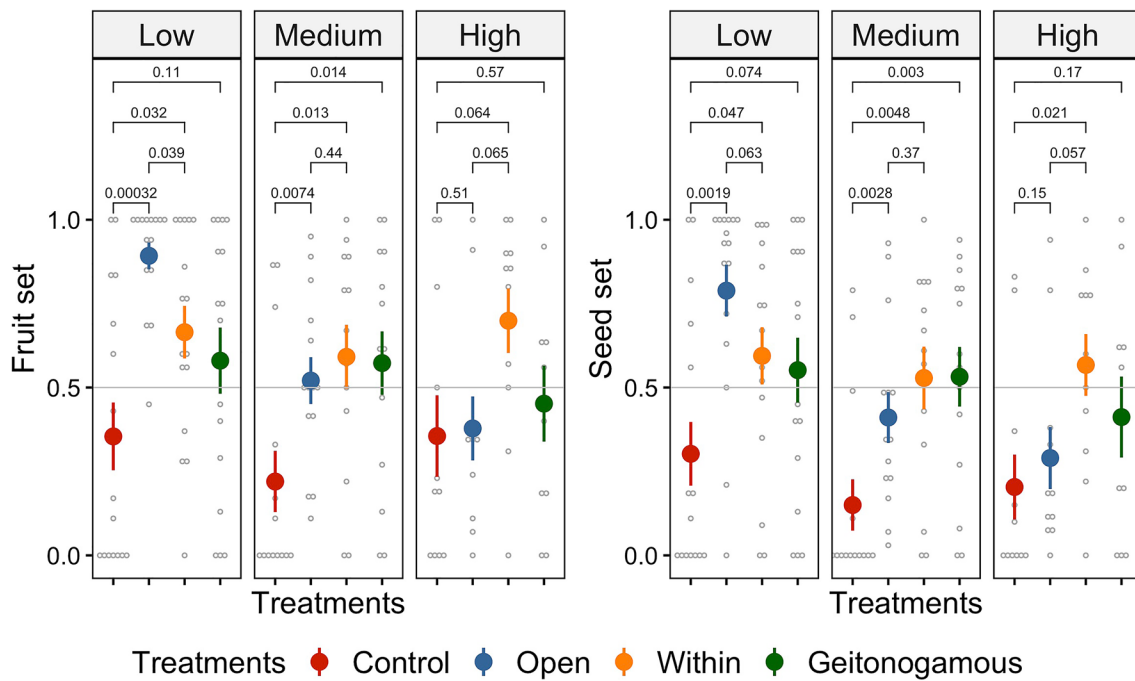 Low Medium High
0.11 0.014 0.57
0.032 0.013 0.064
0.039 0.44 0.065
0.00032 0.0074 0.51
1.0
0.5
0.0
Fruit set
Treatments
Low Medium High
0.074 0.003 0.17
0.047 0.0048 0.021
0.063 0.37 0.057
0.0019 0.0028 0.15
1.0
0.5
0.0
Seed set
Treatments
Treatments Control Open Within Geitonogamous